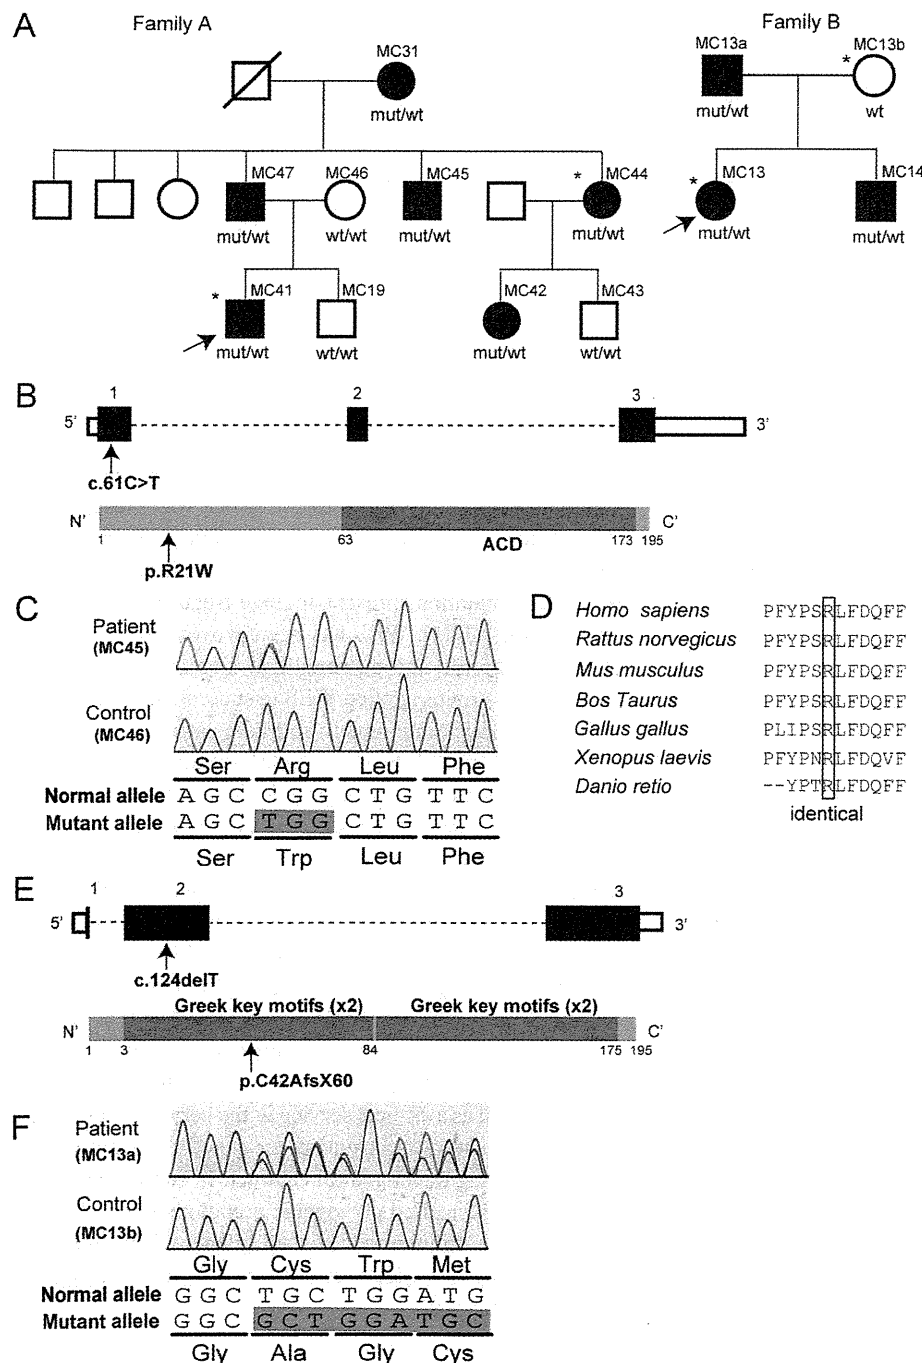 A
Family A
Family B
MC31
mut/wt
MC13a
mut/wt
*
MC13b
wt
MC47
mut/wt
MC46
wt/wt
MC45
mut/wt
*
MC44
mut/wt
*
MC13
mut/wt
MC14
mut/wt
*
MC41
mut/wt
MC19
wt/wt
MC42
mut/wt
MC43
wt/wt
B
1 2 3
5' 3'
c.61C>T
N' C'
1 63 ACD 173 195
p.R21W
C
Patient
(MC45)
Control
(MC46)
Ser Arg Leu Phe
Normal allele A G C C G G C T G T T C
Mutant allele A G C T G G C T G T T C
Ser Trp Leu Phe
D
Homo sapiens PFYPSRLFDQFF
Rattus norvegicus PFYPSRLFDQFF
Mus musculus PFYPSRLFDQFF
Bos Taurus PFYPSRLFDQFF
Gallus gallus PLIPSRLFDQFF
Xenopus laevis PFYPNRLFDQVF
Danio retio --YPTRLFDQFF
identical
E
1 2 3
5' 3'
c.124delT
Greek key motifs (x2) Greek key motifs (x2)
N' C'
1 3 84 175 195
p.C42AfsX60
F
Patient
(MC13a)
Control
(MC13b)
Gly Cys Trp Met
Normal allele G G C T G C T G G A T G
Mutant allele G G C G C T G G A T G C
Gly Ala Gly Cys